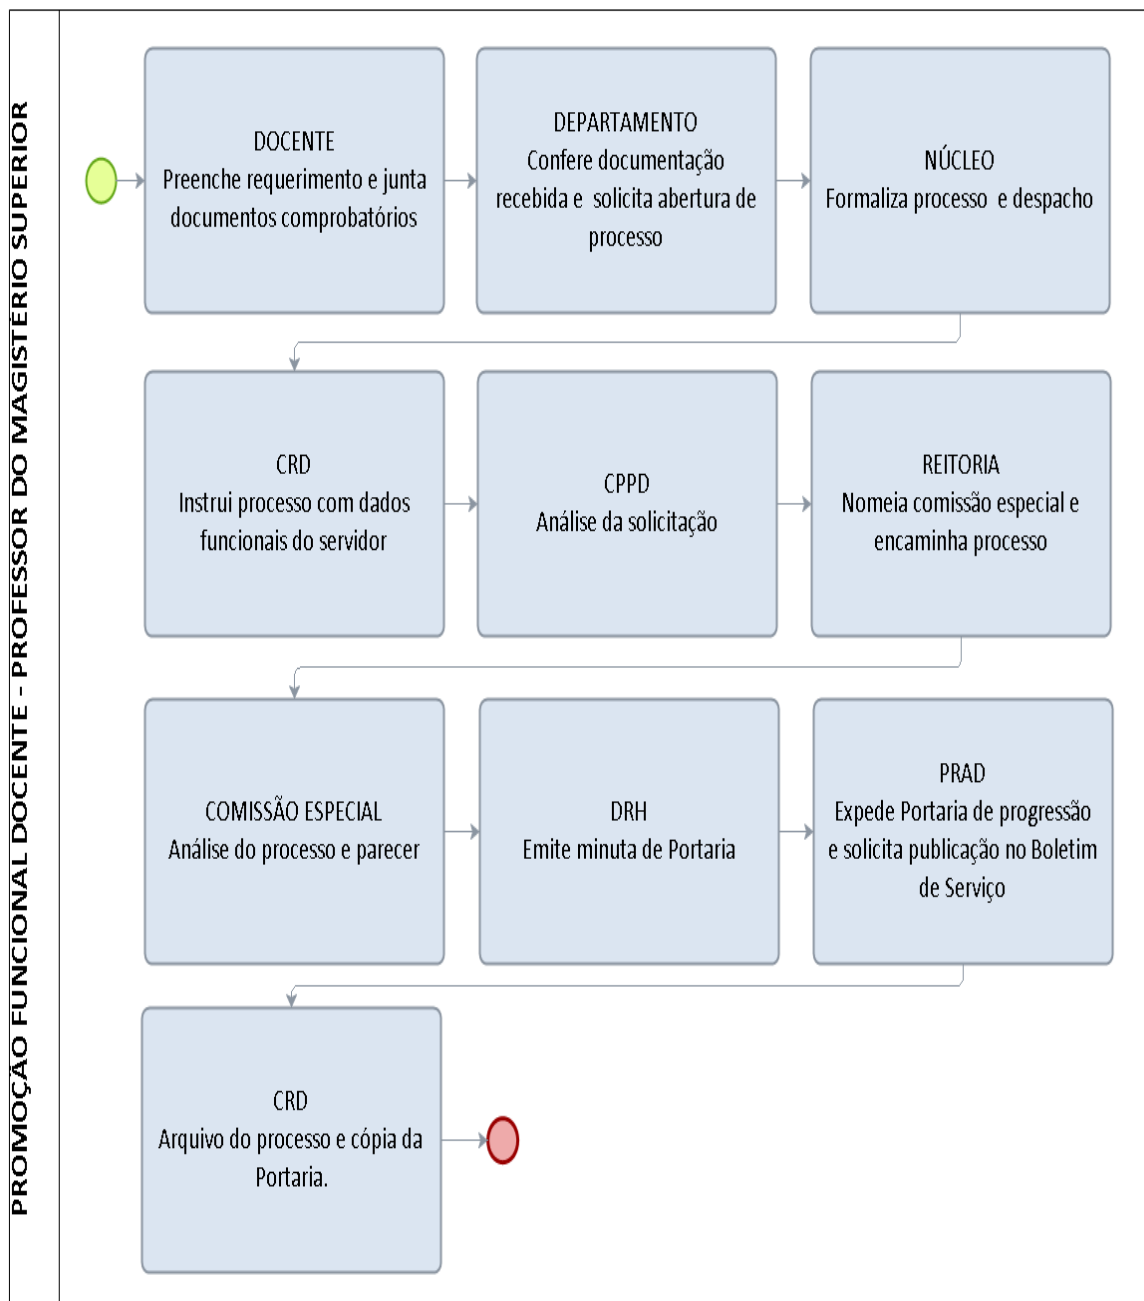 PROMOÇÃO FUNCIONAL DOCENTE - PROFESSOR DO MAGISTÉRIO SUPERIOR
DOCENTE
Preenche requerimento e junta
documentos comprobatórios
DEPARTAMENTO
Confere documentação
recebida e solicita abertura de
processo
NÚCLEO
Formaliza processo e despacho
CRD
Instrui processo com dados
funcionais do servidor
CPPD
Análise da solicitação
REITORIA
Nomeia comissão especial e
encaminha processo
COMISSÃO ESPECIAL
Análise do processo e parecer
DRH
Emite minuta de Portaria
PRAD
Expede Portaria de progressão
e solicita publicação no Boletim
de Serviço
CRD
Arquivo do processo e cópia da
Portaria.